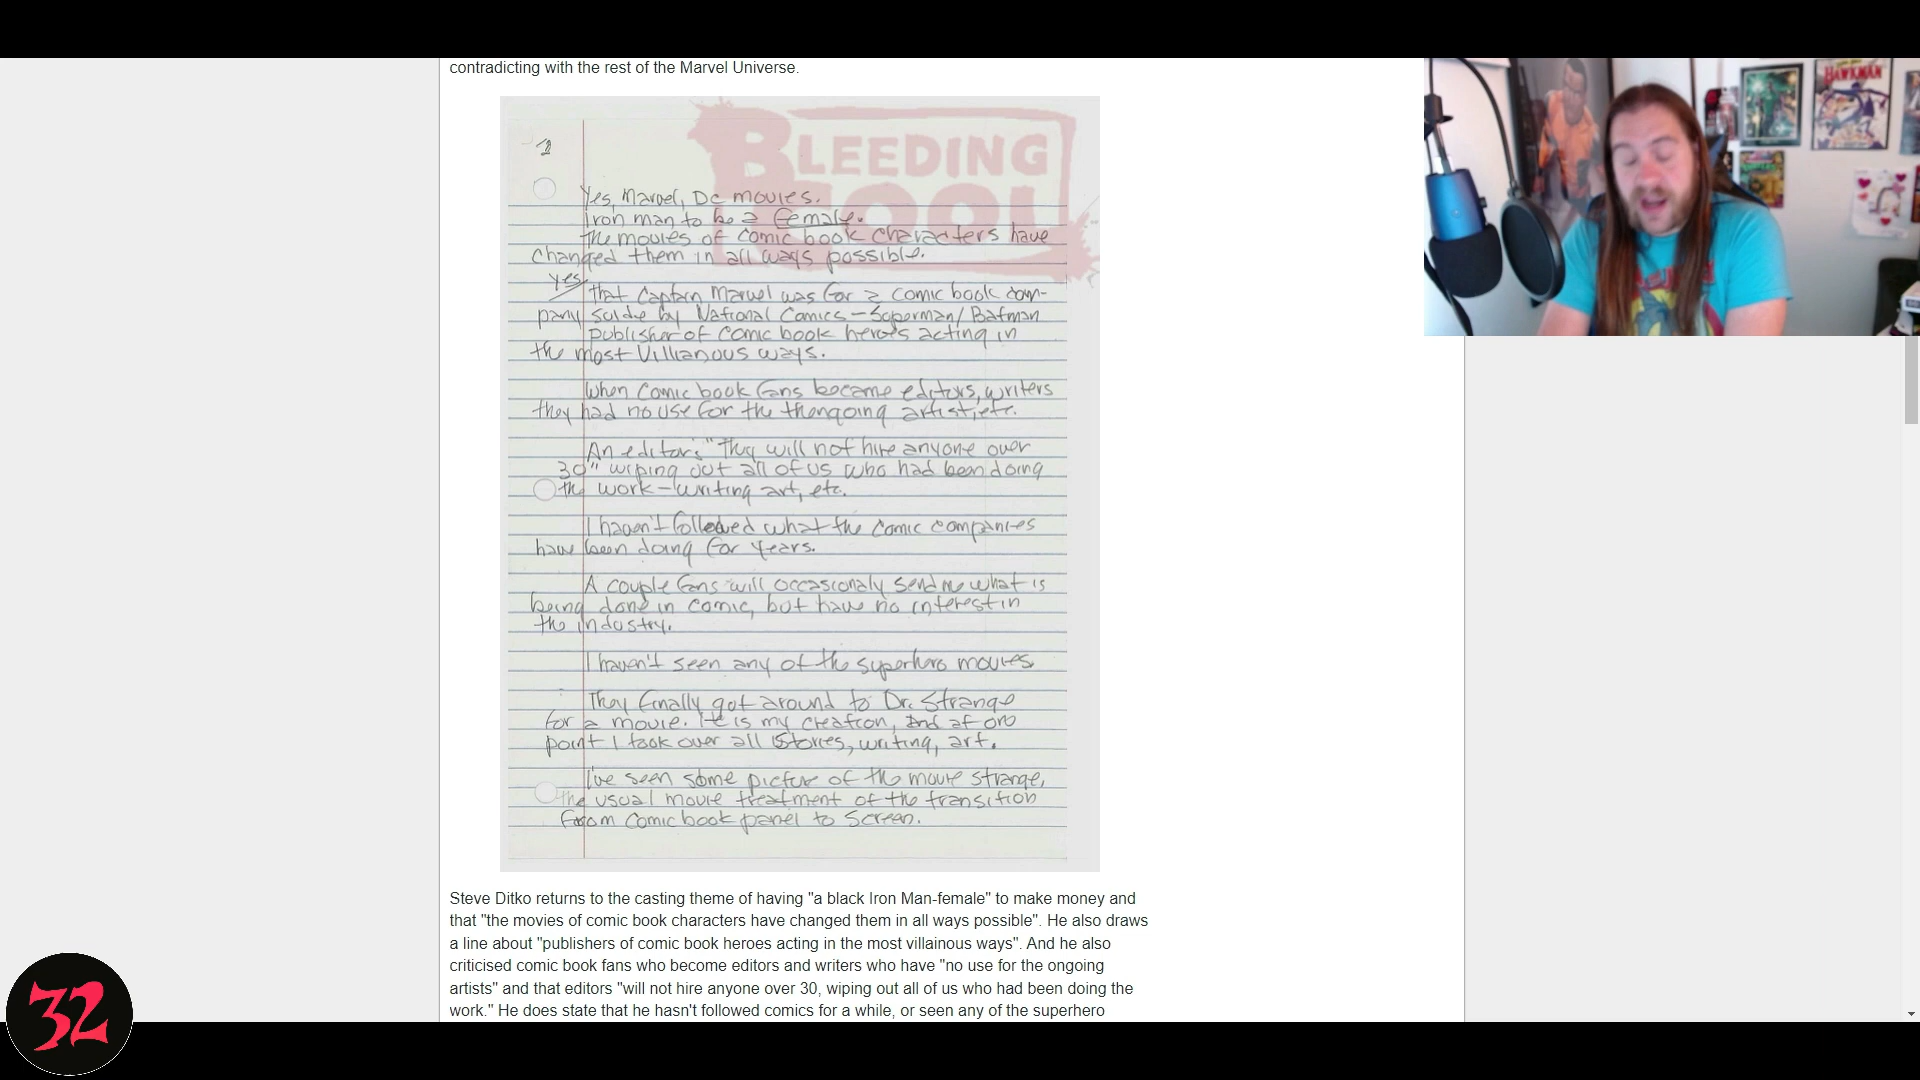 contradicting with the rest of the Marvel Universe.
BLEEDING
COOL
HAWKMAN
Yes, Marvel, DC movies.
Iron man to be a female.
The movies of comic book characters have
changed them in all ways possible.
yes,
That Captain Marvel was for a comic book com-
pany suide by National Comics – Superman/Batman
publisher of comic book heroes acting in
the most Villianous ways.
When comic book fans became editors, writers
they had no use for the thengoing artist, etc.
An editor: "They will not hire anyone over
30" wiping out all of us who had been doing
the work – writing art, etc.
I haven't followed what the comic companies
have been doing for years.
A couple fans will occasionaly send me what is
being done in comic, but have no interest in
the industry.
I haven't seen any of the superhero movies.
They finally got around to Dr. Strange
for a movie. It is my creation, and at one
point I took over all stories, writing, art.
I've seen some picture of the movie strange,
the usual movie treatment of the transition
from comic book panel to screen.
Steve Ditko returns to the casting theme of having "a black Iron Man-female" to make money and
that "the movies of comic book characters have changed them in all ways possible". He also draws
a line about "publishers of comic book heroes acting in the most villainous ways". And he also
criticised comic book fans who become editors and writers who have "no use for the ongoing
artists" and that editors "will not hire anyone over 30, wiping out all of us who had been doing the
work." He does state that he hasn't followed comics for a while, or seen any of the superhero
32